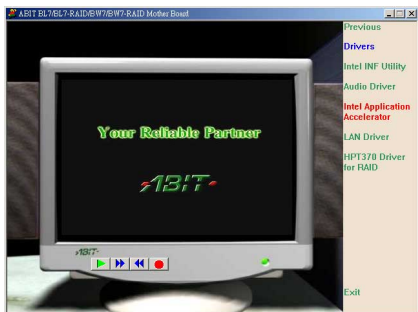 ABIT BL7/BL7-RAID/BW7/BW7-RAID Mother Board
Previous
Drivers
Intel INF Utility
Audio Driver
Intel Application
Accelerator
LAN Driver
HPT370 Driver
for RAID
Exit
Your Reliable Partner
ABIT
ABIT